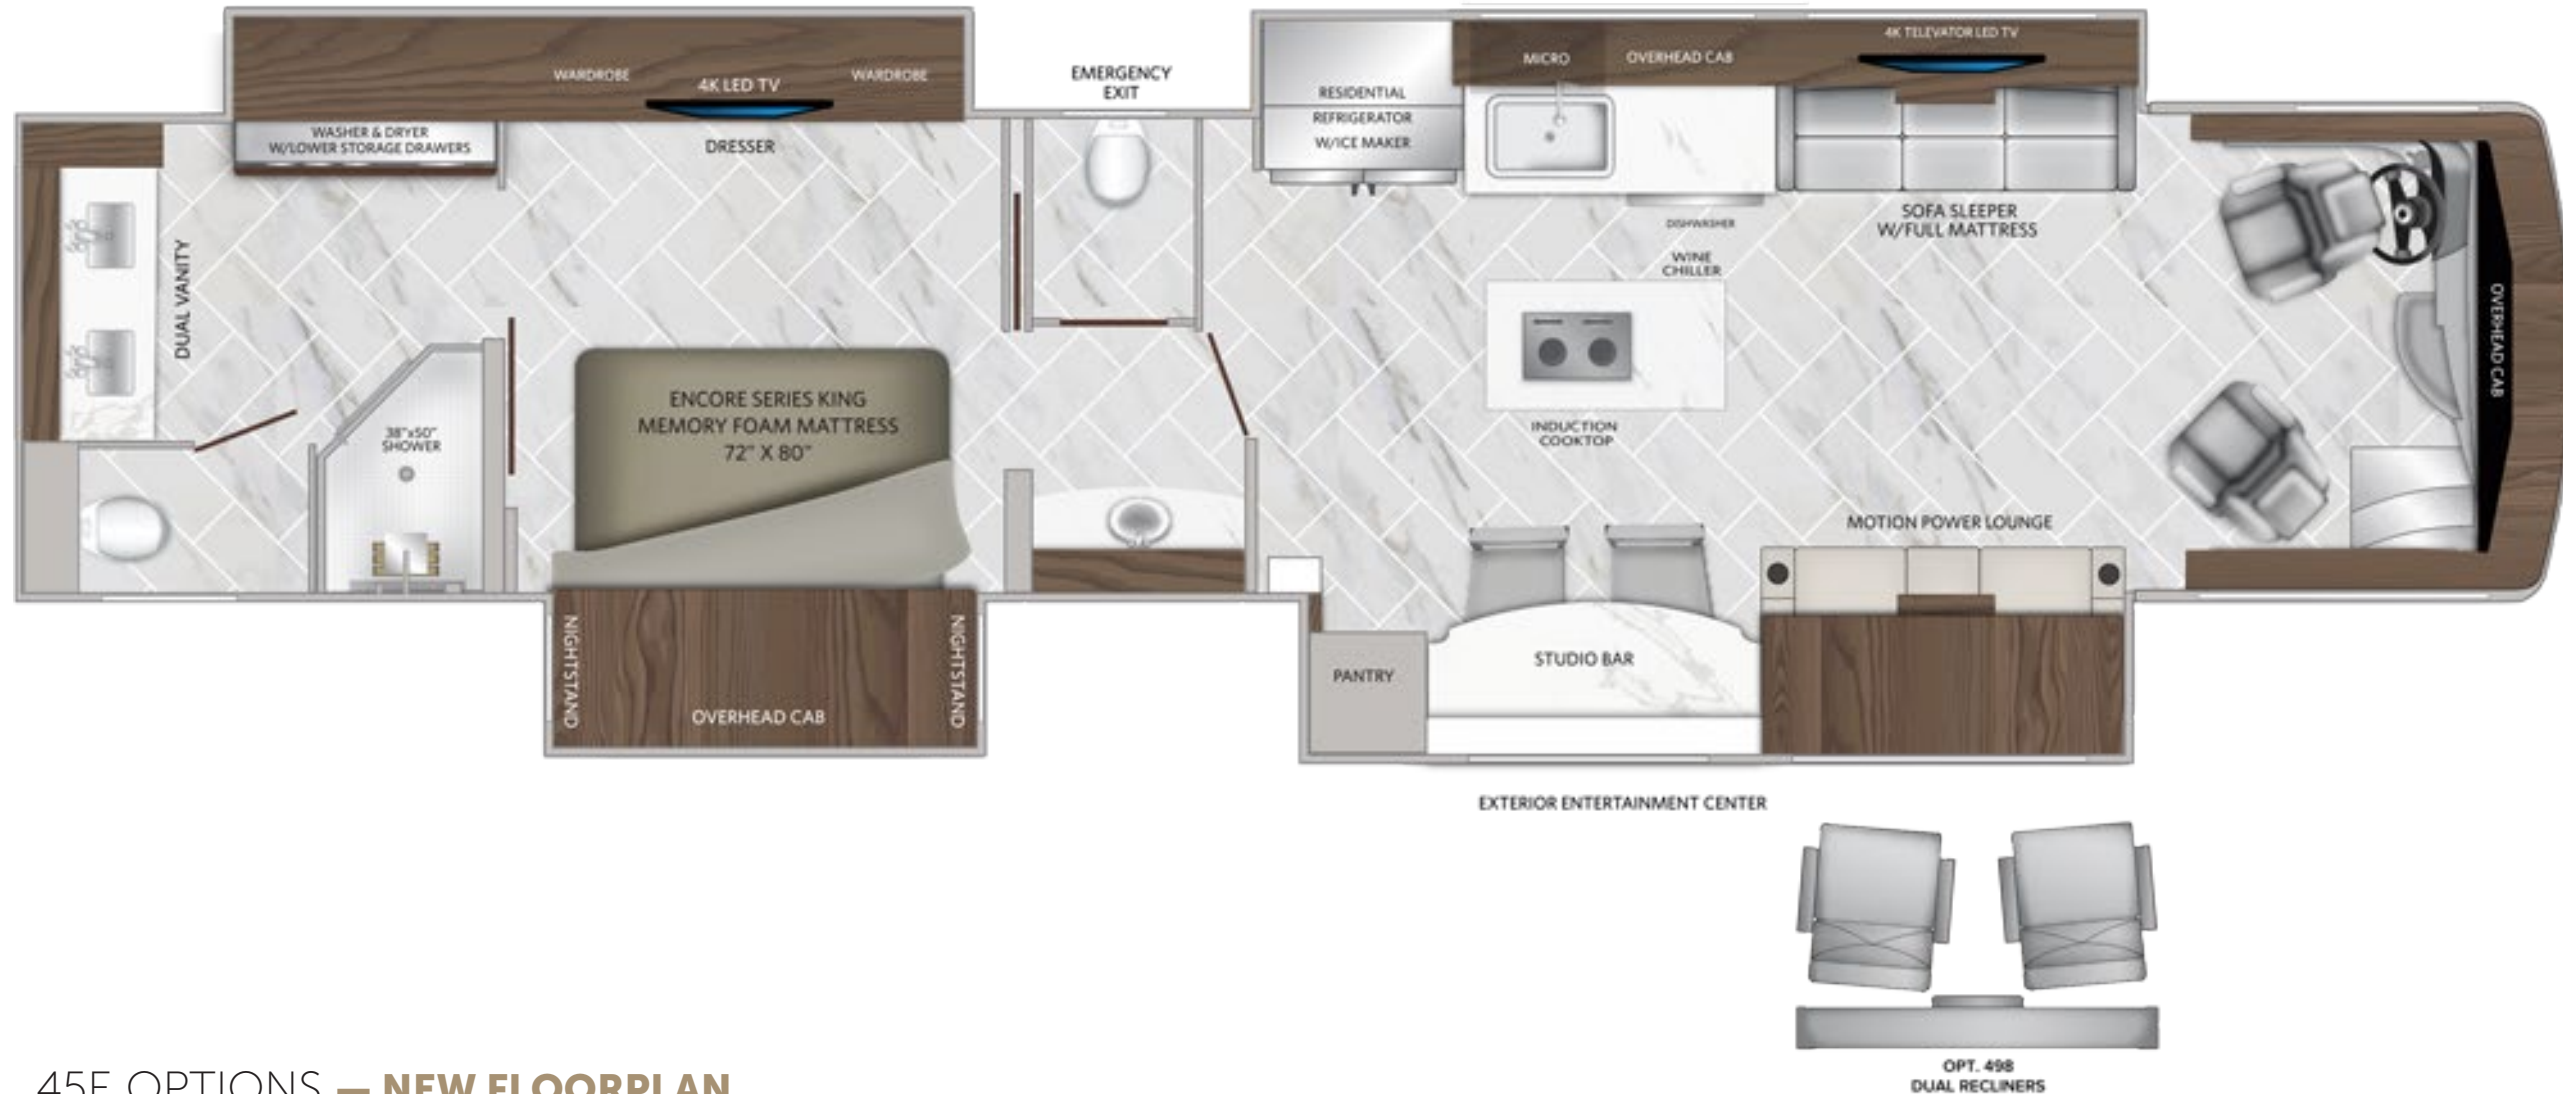 4K TELEVATOR LED TV
MICRO
OVERHEAD CAB
WARDROBE
4K LED TV
WARDROBE
EMERGENCY
EXIT
RESIDENTIAL
REFRIGERATOR
W/ICE MAKER
WASHER & DRYER
W/LOWER STORAGE DRAWERS
DRESSER
DUAL VANITY
DISHWASHER
SOFA SLEEPER
W/FULL MATTRESS
WINE
CHILLER
OVERHEAD CAB
ENCORE SERIES KING
MEMORY FOAM MATTRESS
72" X 80"
38"x50"
SHOWER
INDUCTION
COOKTOP
MOTION POWER LOUNGE
NIGHTSTAND
OVERHEAD CAB
NIGHTSTAND
PANTRY
STUDIO BAR
EXTERIOR ENTERTAINMENT CENTER
OPT. 498
DUAL RECLINERS
OPTIONS — NEW FLOORPLAN